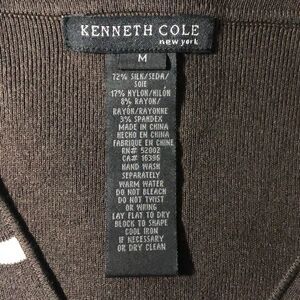 KENNETH COLE
new york
M
72% SILK/SEDA/
SOIE
17% NYLON/NILON
8% RAYON/
RAYÓN/RAYONNE
3% SPANDEX
MADE IN CHINA
HECHO EN CHINA
FABRIQUE EN CHINE
RN# 52002
CA# 16396
HAND WASH
SEPARATELY
WARM WATER
DO NOT BLEACH
DO NOT TWIST
OR WRING
LAY FLAT TO DRY
BLOCK TO SHAPE
COOL IRON
IF NECESSARY
OR DRY CLEAN